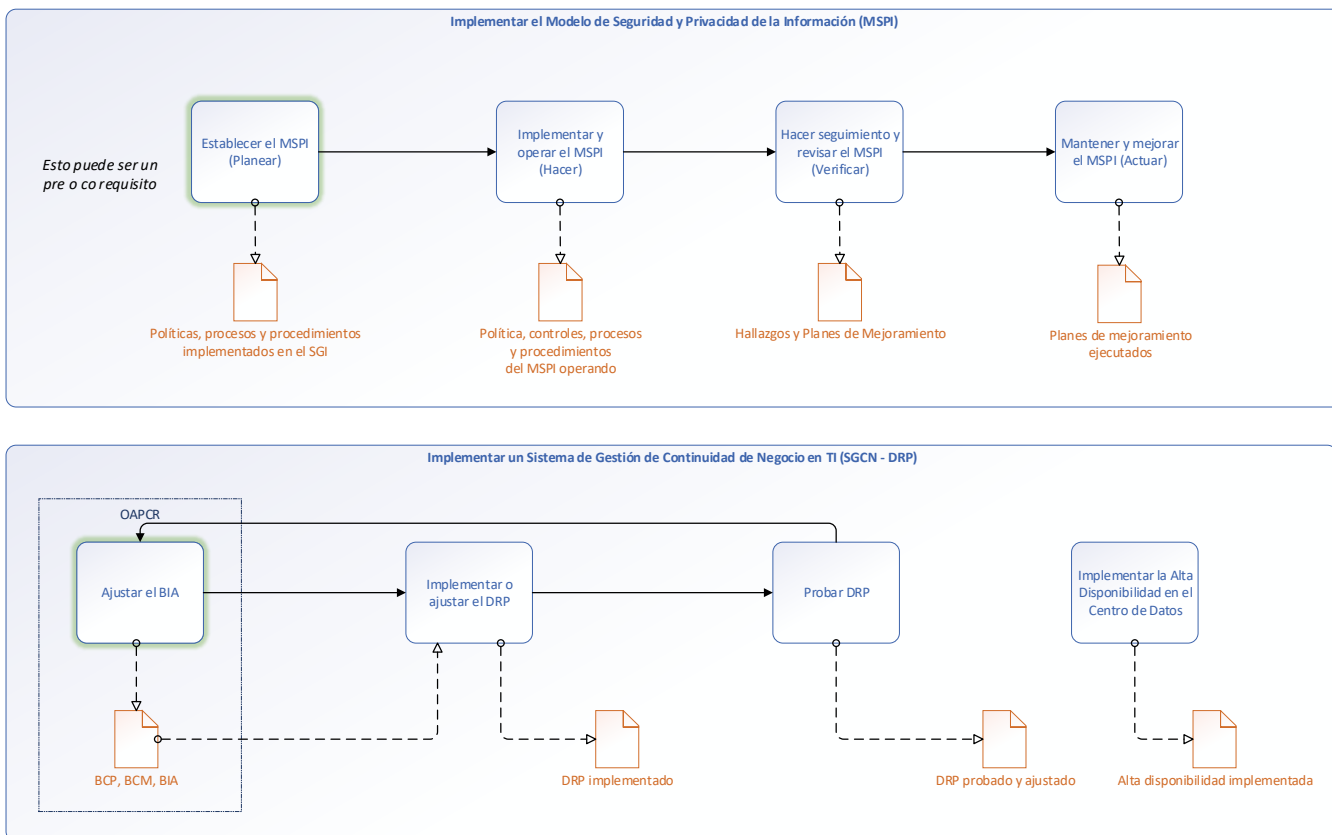 Implementar el Modelo de Seguridad y Privacidad de la Información (MSPI)
Esto puede ser un
pre o co requisito
Establecer el MSPI
(Planear)
Implementar y
operar el MSPI
(Hacer)
Hacer seguimiento y
revisar el MSPI
(Verificar)
Mantener y mejorar
el MSPI (Actuar)
Políticas, procesos y procedimientos
implementados en el SGI
Política, controles, procesos
y procedimientos
del MSPI operando
Hallazgos y Planes de Mejoramiento
Planes de mejoramiento
ejecutados
Implementar un Sistema de Gestión de Continuidad de Negocio en TI (SGCN - DRP)
OAPCR
Ajustar el BIA
Implementar o
ajustar el DRP
Probar DRP
Implementar la Alta
Disponibilidad en el
Centro de Datos
BCP, BCM, BIA
DRP implementado
DRP probado y ajustado
Alta disponibilidad implementada